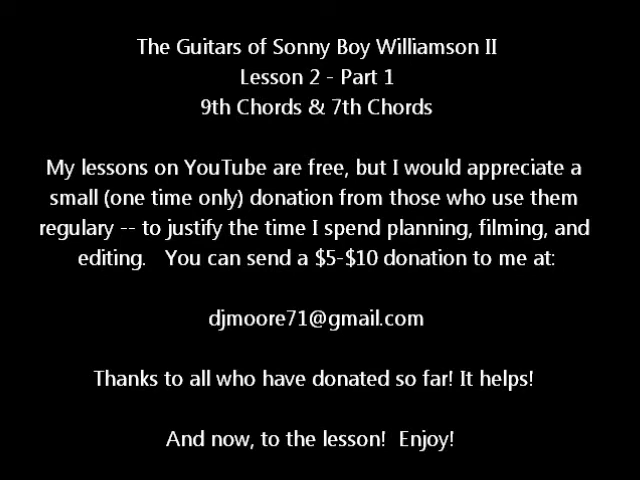 The Guitars of Sonny Boy Williamson II
Lesson 2 - Part 1
9th Chords & 7th Chords
My lessons on YouTube are free, but I would appreciate a
small (one time only) donation from those who use them
regulary -- to justify the time I spend planning, filming, and
editing.   You can send a $5-$10 donation to me at:
djmoore71@gmail.com
Thanks to all who have donated so far! It helps!
And now, to the lesson!  Enjoy!